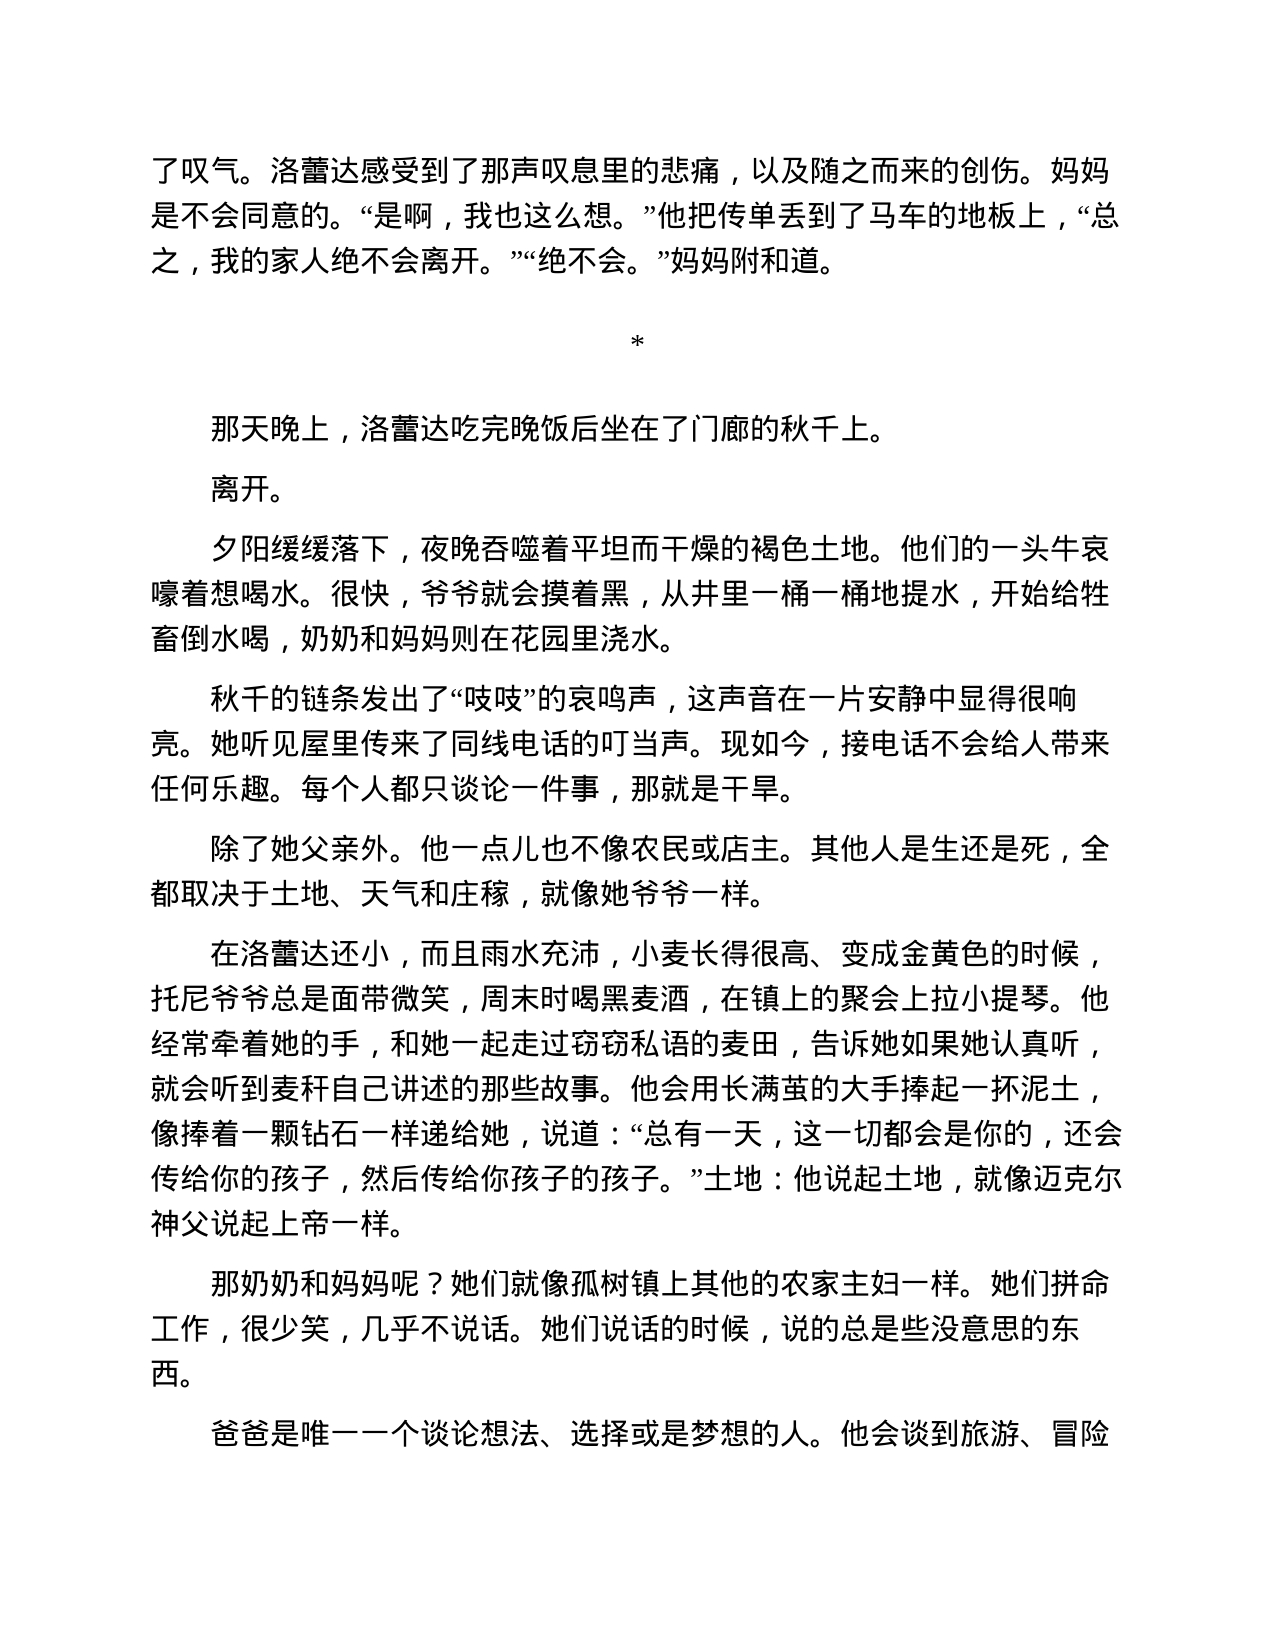 了叹气。洛蕾达感受到了那声叹息里的悲痛，以及随之而来的创伤。妈妈
是不会同意的。“是啊，我也这么想。”他把传单丢到了马车的地板上，“总
之，我的家人绝不会离开。”“绝不会。”妈妈附和道。
*
那天晚上，洛蕾达吃完晚饭后坐在了门廊的秋千上。
离开。
夕阳缓缓落下，夜晚吞噬着平坦而干燥的褐色土地。他们的一头牛哀
嚎着想喝水。很快，爷爷就会摸着黑，从井里一桶一桶地提水，开始给牲
畜倒水喝，奶奶和妈妈则在花园里浇水。
秋千的链条发出了“吱吱”的哀鸣声，这声音在一片安静中显得很响
亮。她听见屋里传来了同线电话的叮当声。现如今，接电话不会给人带来
任何乐趣。每个人都只谈论一件事，那就是干旱。
除了她父亲外。他一点儿也不像农民或店主。其他人是生还是死，全
都取决于土地、天气和庄稼，就像她爷爷一样。
在洛蕾达还小，而且雨水充沛，小麦长得很高、变成金黄色的时候，
托尼爷爷总是面带微笑，周末时喝黑麦酒，在镇上的聚会上拉小提琴。他
经常牵着她的手，和她一起走过窃窃私语的麦田，告诉她如果她认真听，
就会听到麦秆自己讲述的那些故事。他会用长满茧的大手捧起一抔泥土，
像捧着一颗钻石一样递给她，说道：“总有一天，这一切都会是你的，还会
传给你的孩子，然后传给你孩子的孩子。”土地：他说起土地，就像迈克尔
神父说起上帝一样。
那奶奶和妈妈呢？她们就像孤树镇上其他的农家主妇一样。她们拼命
工作，很少笑，几乎不说话。她们说话的时候，说的总是些没意思的东
西。
爸爸是唯一一个谈论想法、选择或是梦想的人。他会谈到旅游、冒险